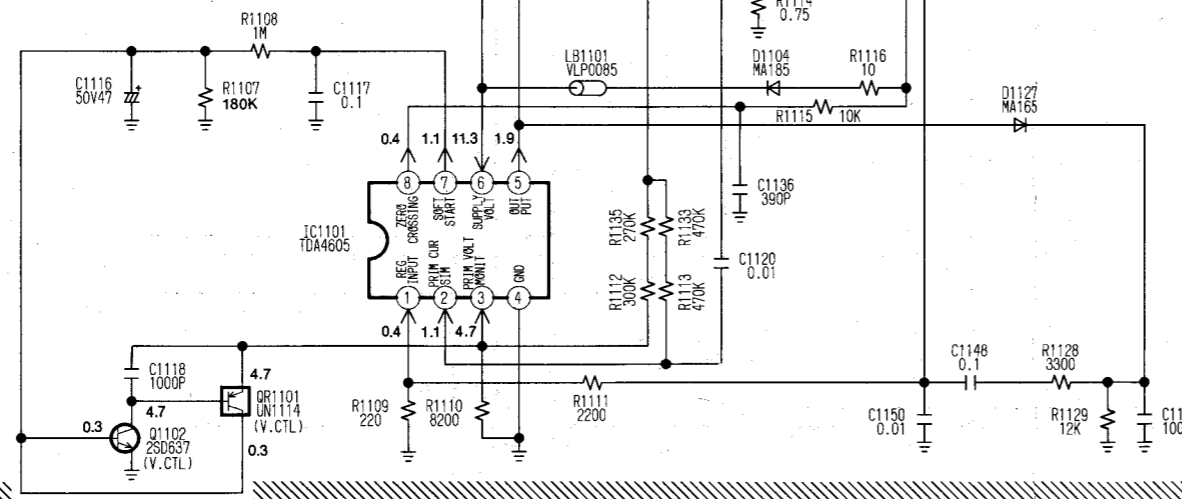 R1114
0.75
R1108
1M
C1116
50V47
+
R1107
180K
C1117
0.1
LB1101
VLP0085
D1104
MA185
R1116
10
R1115
10K
D1127
MA165
0.4
1.1
11.3
1.9
8
7
6
5
ZERO
CROSSING
SOFT
START
SUPPLY
VOLT
OUT
PUT
IC1101
TDA4605
REG
INPUT
PRIM CUR
SIM
PRIM VOLT
MONIT
GND
1
2
3
4
0.4
1.1
4.7
C1136
390P
R1135
270K
R1133
470K
R1112
300K
R1113
470K
C1120
0.01
C1118
1000P
4.7
4.7
QR1101
UN1114
(V.CTL)
0.3
Q1102
2SD637
(V.CTL)
0.3
R1109
220
R1110
8200
R1111
2200
C1148
0.1
R1128
3300
C1150
0.01
R1129
12K
C11
100